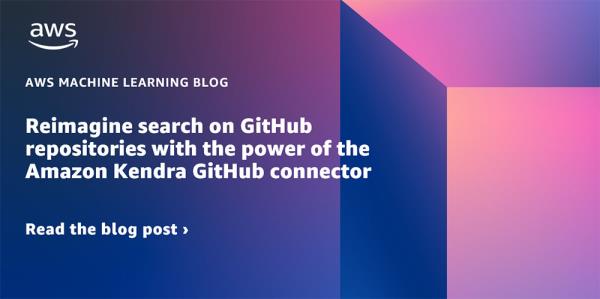 aws
AWS MACHINE LEARNING BLOG
Reimagine search on GitHub
repositories with the power of the
Amazon Kendra GitHub connector
Read the blog post ›